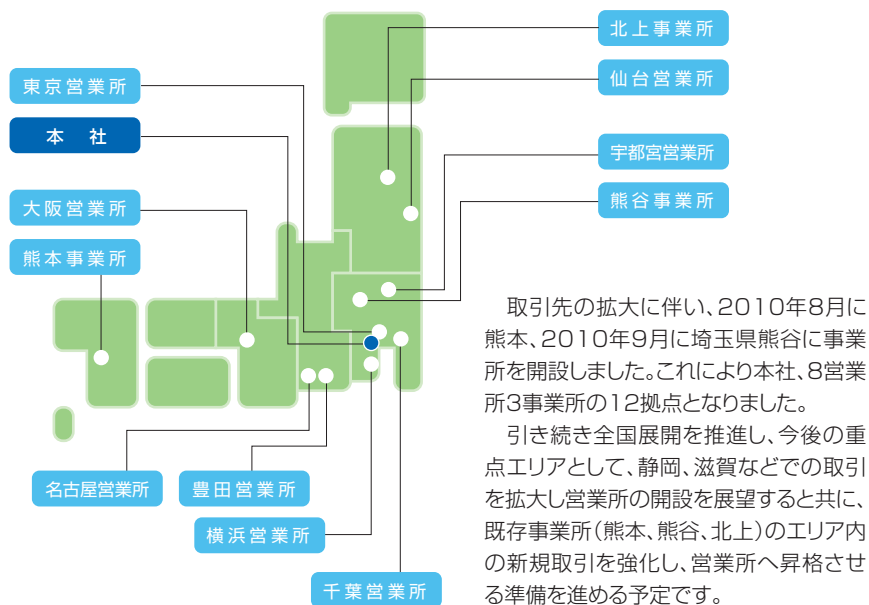 北上事業所
仙台営業所
東京営業所
本 社
宇都宮営業所
熊谷事業所
大阪営業所
熊本事業所
　取引先の拡大に伴い、2010年8月に
熊本、2010年9月に埼玉県熊谷に事業
所を開設しました。これにより本社、8営業
所3事業所の12拠点となりました。
　引き続き全国展開を推進し、今後の重
点エリアとして、静岡、滋賀などでの取引
を拡大し営業所の開設を展望すると共に、
既存事業所(熊本、熊谷、北上)のエリア内
の新規取引を強化し、営業所へ昇格させ
る準備を進める予定です。
名古屋営業所
豊田営業所
横浜営業所
千葉営業所